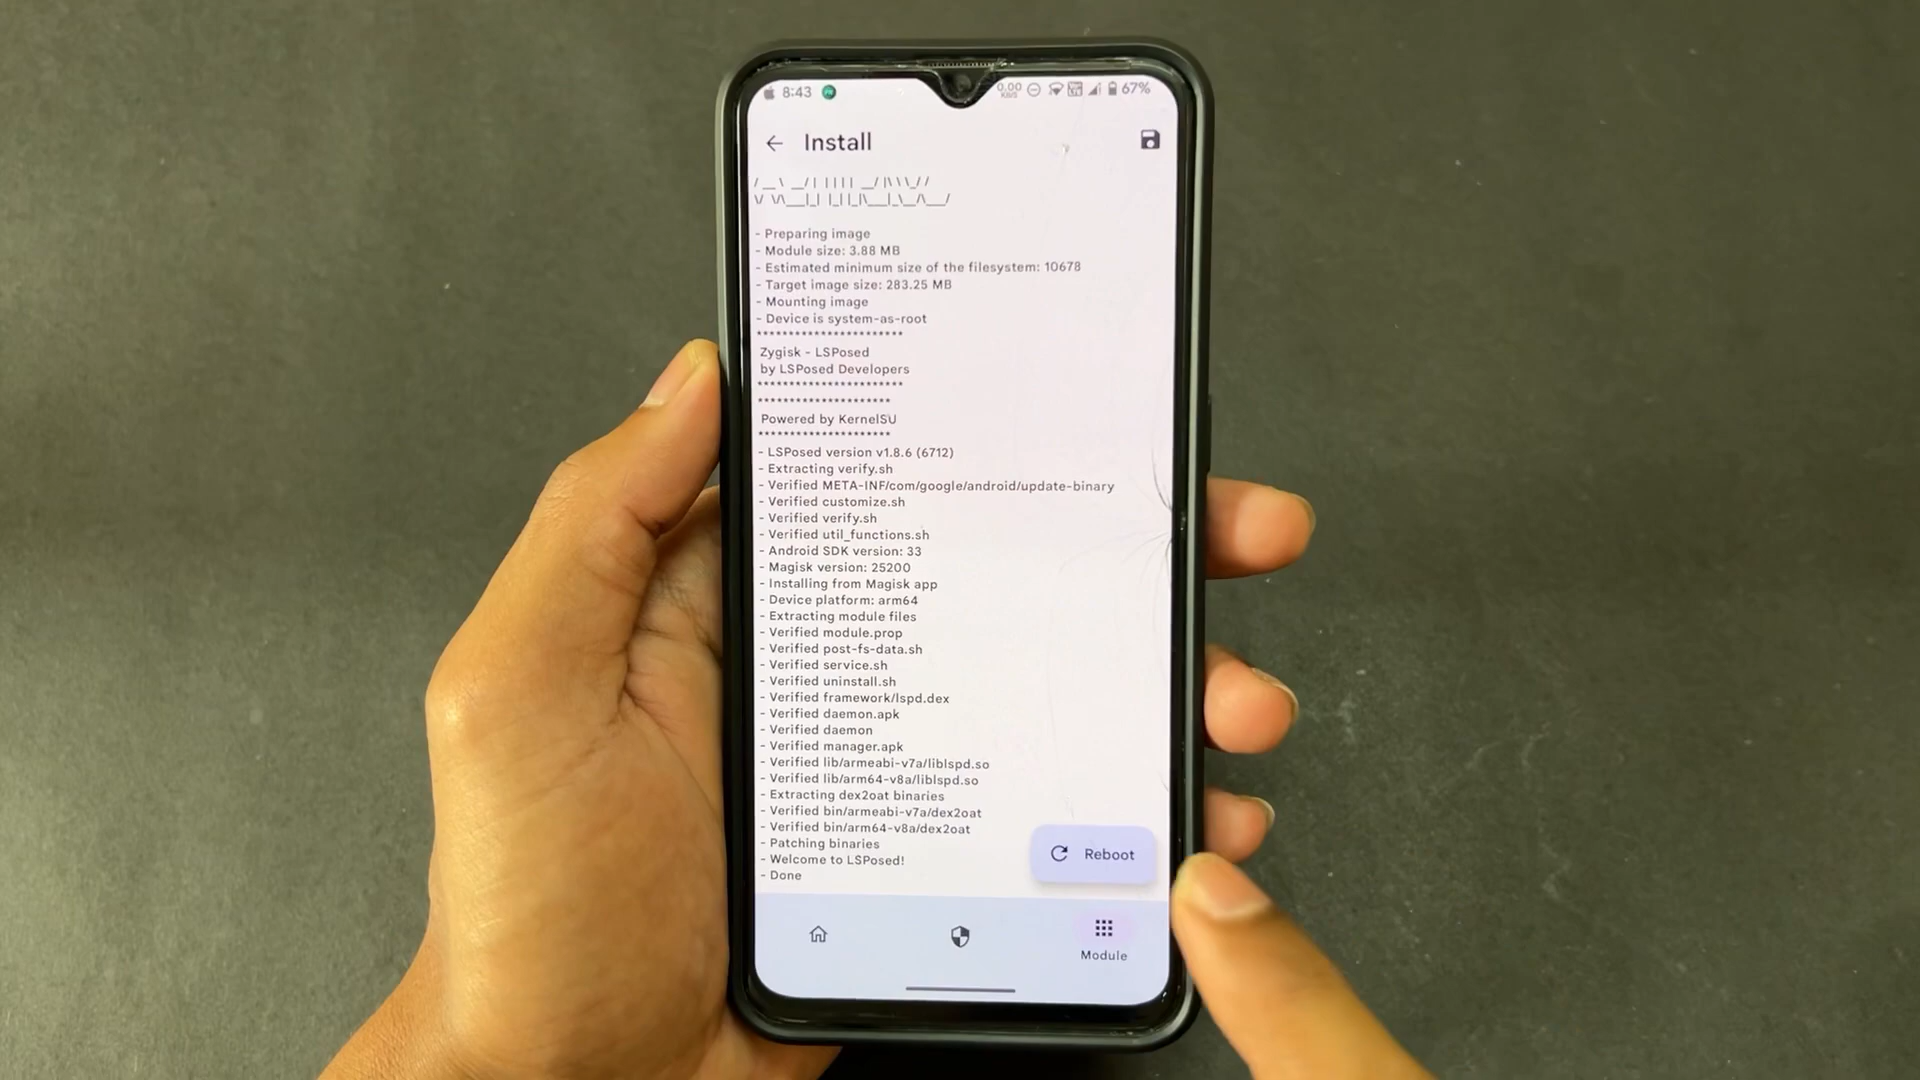 8:43
0.00
67%
Install
- Preparing image
- Module size: 3.88 MB
- Estimated minimum size of the filesystem: 10678
- Target image size: 283.25 MB
- Mounting image
- Device is system-as-root
***********************
Zygisk - LSPosed
by LSPosed Developers
***********************
*********************
Powered by KernelSU
*********************
- LSPosed version v1.8.6 (6712)
- Extracting verify.sh
- Verified META-INF/com/google/android/update-binary
- Verified customize.sh
- Verified verify.sh
- Verified util_functions.sh
- Android SDK version: 33
- Magisk version: 25200
- Installing from Magisk app
- Device platform: arm64
- Extracting module files
- Verified module.prop
- Verified post-fs-data.sh
- Verified service.sh
- Verified uninstall.sh
- Verified framework/lspd.dex
- Verified daemon.apk
- Verified daemon
- Verified manager.apk
- Verified lib/armeabi-v7a/liblspd.so
- Verified lib/arm64-v8a/liblspd.so
- Extracting dex2oat binaries
- Verified bin/armeabi-v7a/dex2oat
- Verified bin/arm64-v8a/dex2oat
- Patching binaries
- Welcome to LSPosed!
- Done
Reboot
Module